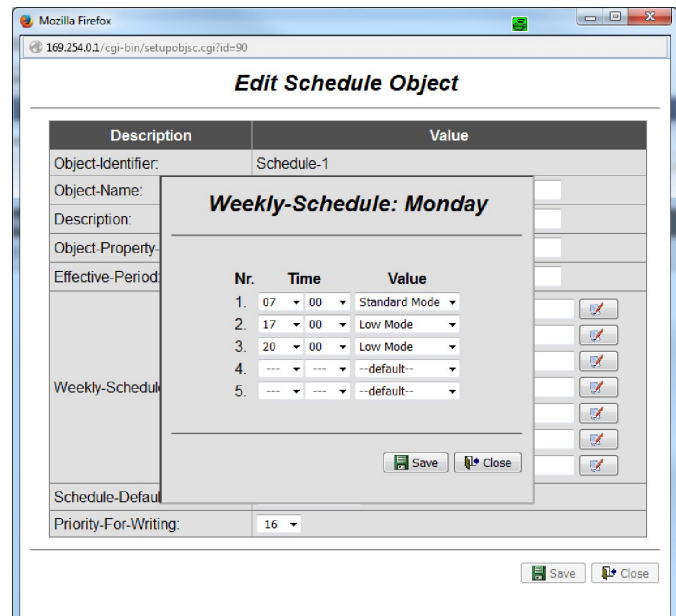 Mozilla Firefox
169.254.0.1/cgi-bin/setupobjsc.cgi?id=90
Edit Schedule Object
Description Value
Object-Identifier: Schedule-1
Object-Name:
Description:
Object-Property-
Effective-Period:
Weekly-Schedul
Schedule-Defaul
Priority-For-Writing: 16
Weekly-Schedule: Monday
Nr. Time Value
1. 07 00 Standard Mode
2. 17 00 Low Mode
3. 20 00 Low Mode
4. --- --- --default--
5. --- --- --default--
Save Close
Save Close